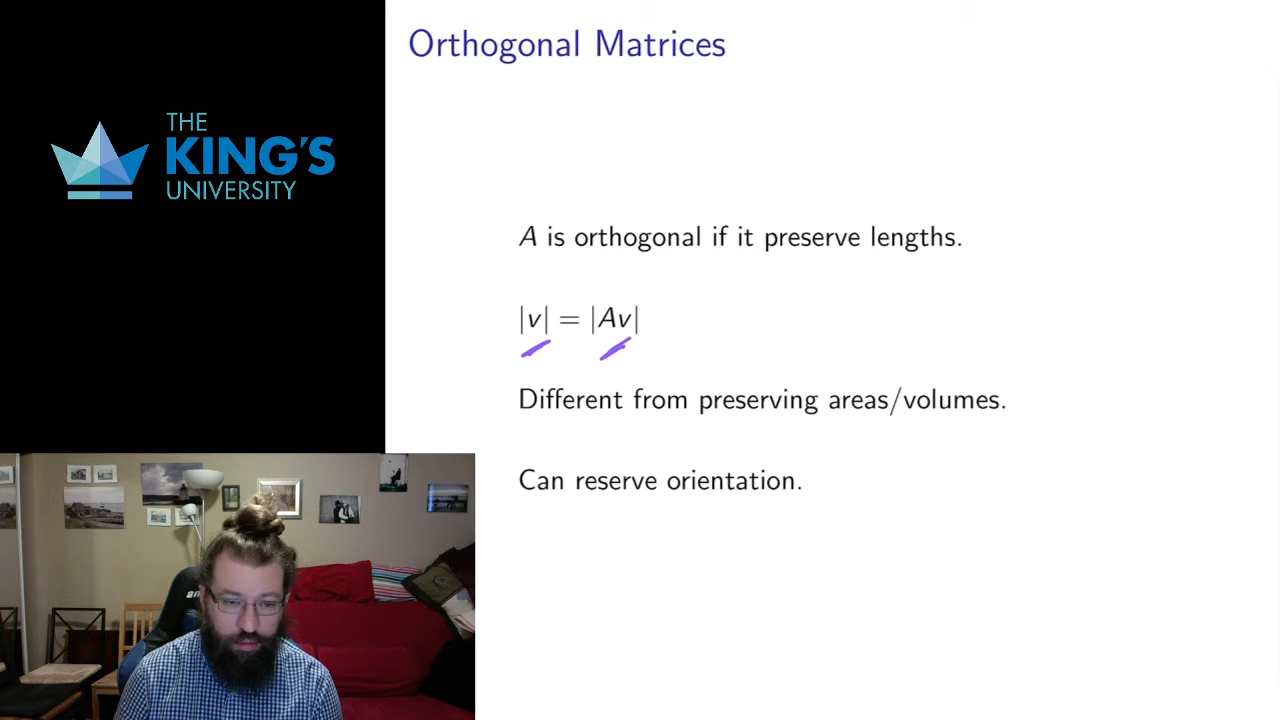 THE
KING'S
UNIVERSITY
Orthogonal Matrices
A is orthogonal if it preserve lengths.
|v| = |Av|
Different from preserving areas/volumes.
Can reserve orientation.